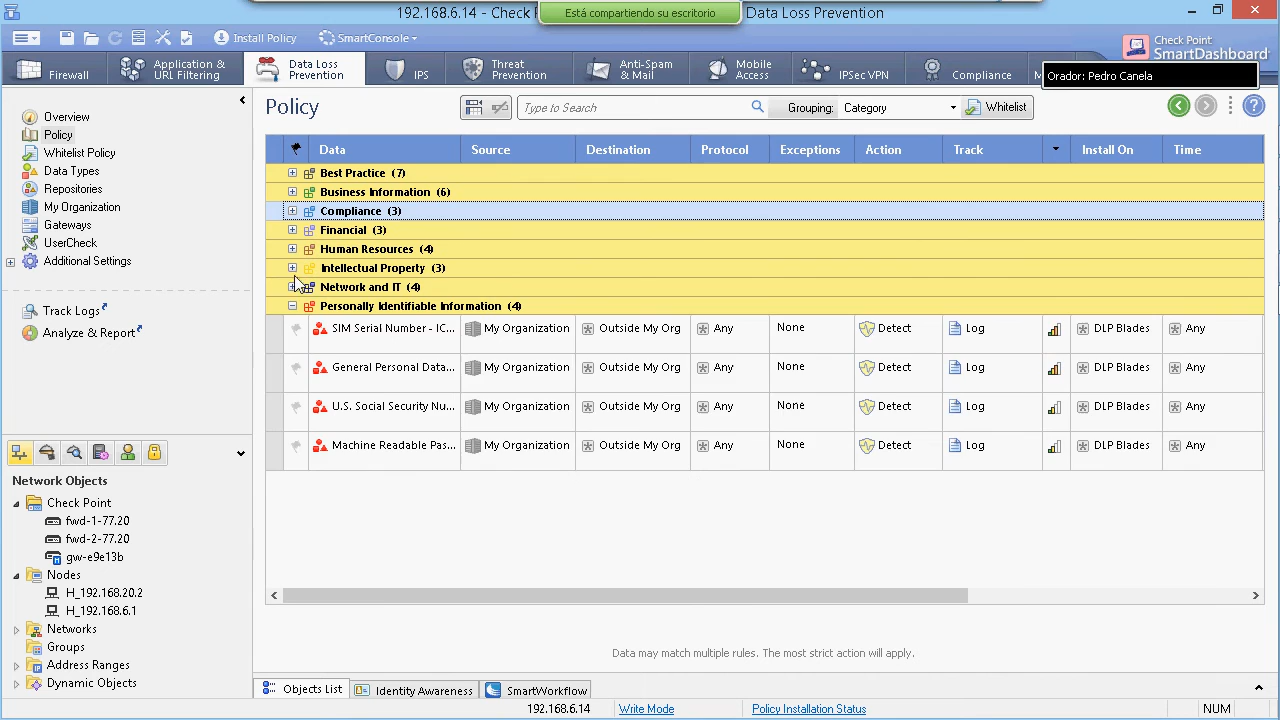 192.168.6.14 - Check P
Está compartiendo su escritorio
Data Loss Prevention
Install Policy
SmartConsole
Check Point
SmartDashboard
Orador: Pedro Canela
Firewall
Application &
URL Filtering
Data Loss
Prevention
IPS
Threat
Prevention
Anti-Spam
& Mail
Mobile
Access
IPSec VPN
Compliance
Overview
Policy
Whitelist Policy
Data Types
Repositories
My Organization
Gateways
UserCheck
Additional Settings
Track Logs
Analyze & Report
Policy
Type to Search
Grouping:
Category
Whitelist
Data Source Destination Protocol Exceptions Action Track Install On Time
Best Practice (7)
Business Information (6)
Compliance (3)
Financial (3)
Human Resources (4)
Intellectual Property (3)
Network and IT (4)
Personally Identifiable Information (4)
SIM Serial Number - IC... My Organization Outside My Org Any None Detect Log DLP Blades Any
General Personal Data... My Organization Outside My Org Any None Detect Log DLP Blades Any
U.S. Social Security Nu... My Organization Outside My Org Any None Detect Log DLP Blades Any
Machine Readable Pas... My Organization Outside My Org Any None Detect Log DLP Blades Any
Data may match multiple rules. The most strict action will apply.
Network Objects
Check Point
fwd-1-77.20
fwd-2-77.20
gw-e9e13b
Nodes
H_192.168.20.2
H_192.168.6.1
Networks
Groups
Address Ranges
Dynamic Objects
Objects List
Identity Awareness
SmartWorkflow
192.168.6.14
Write Mode
Policy Installation Status
NUM